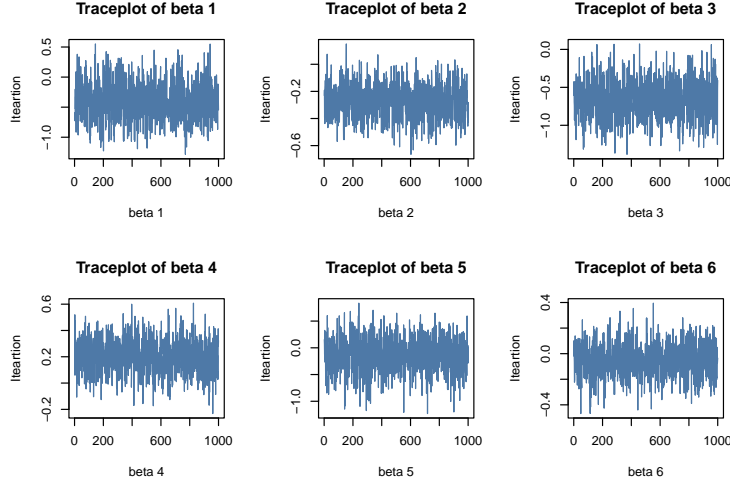 Traceplot of beta 1
Iteartion
0.5
0.0
−1.0
0 200 600 1000
beta 1
Traceplot of beta 2
Iteartion
−0.2
−0.6
0 200 600 1000
beta 2
Traceplot of beta 3
Iteartion
0.0
−0.5
−1.0
0 200 600 1000
beta 3
Traceplot of beta 4
Iteartion
0.6
0.2
−0.2
0 200 600 1000
beta 4
Traceplot of beta 5
Iteartion
0.0
−1.0
0 200 600 1000
beta 5
Traceplot of beta 6
Iteartion
0.4
0.0
−0.4
0 200 600 1000
beta 6